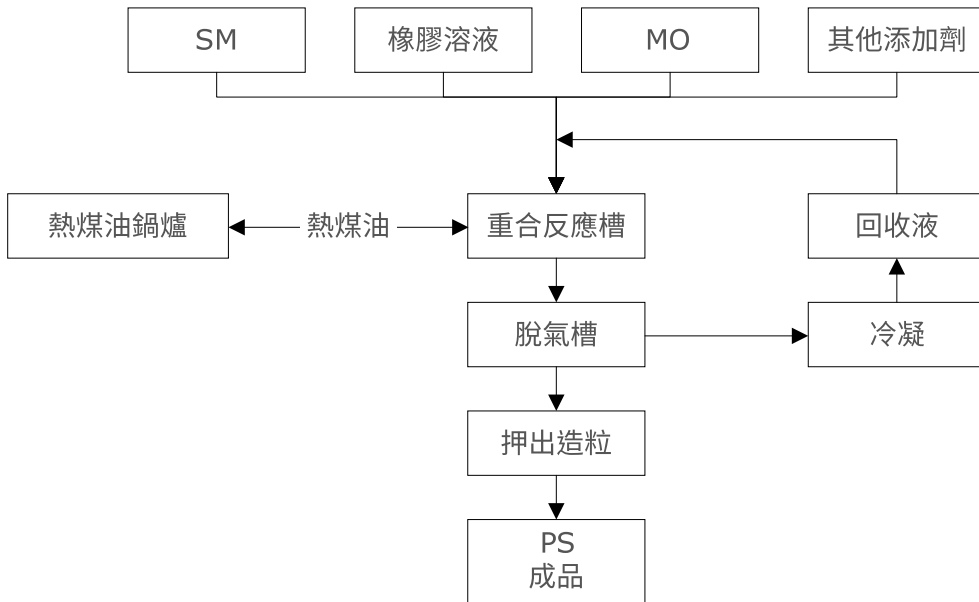 SM
橡膠溶液
MO
其他添加劑
熱煤油鍋爐
熱煤油
重合反應槽
回收液
脫氣槽
冷凝
押出造粒
PS
成品